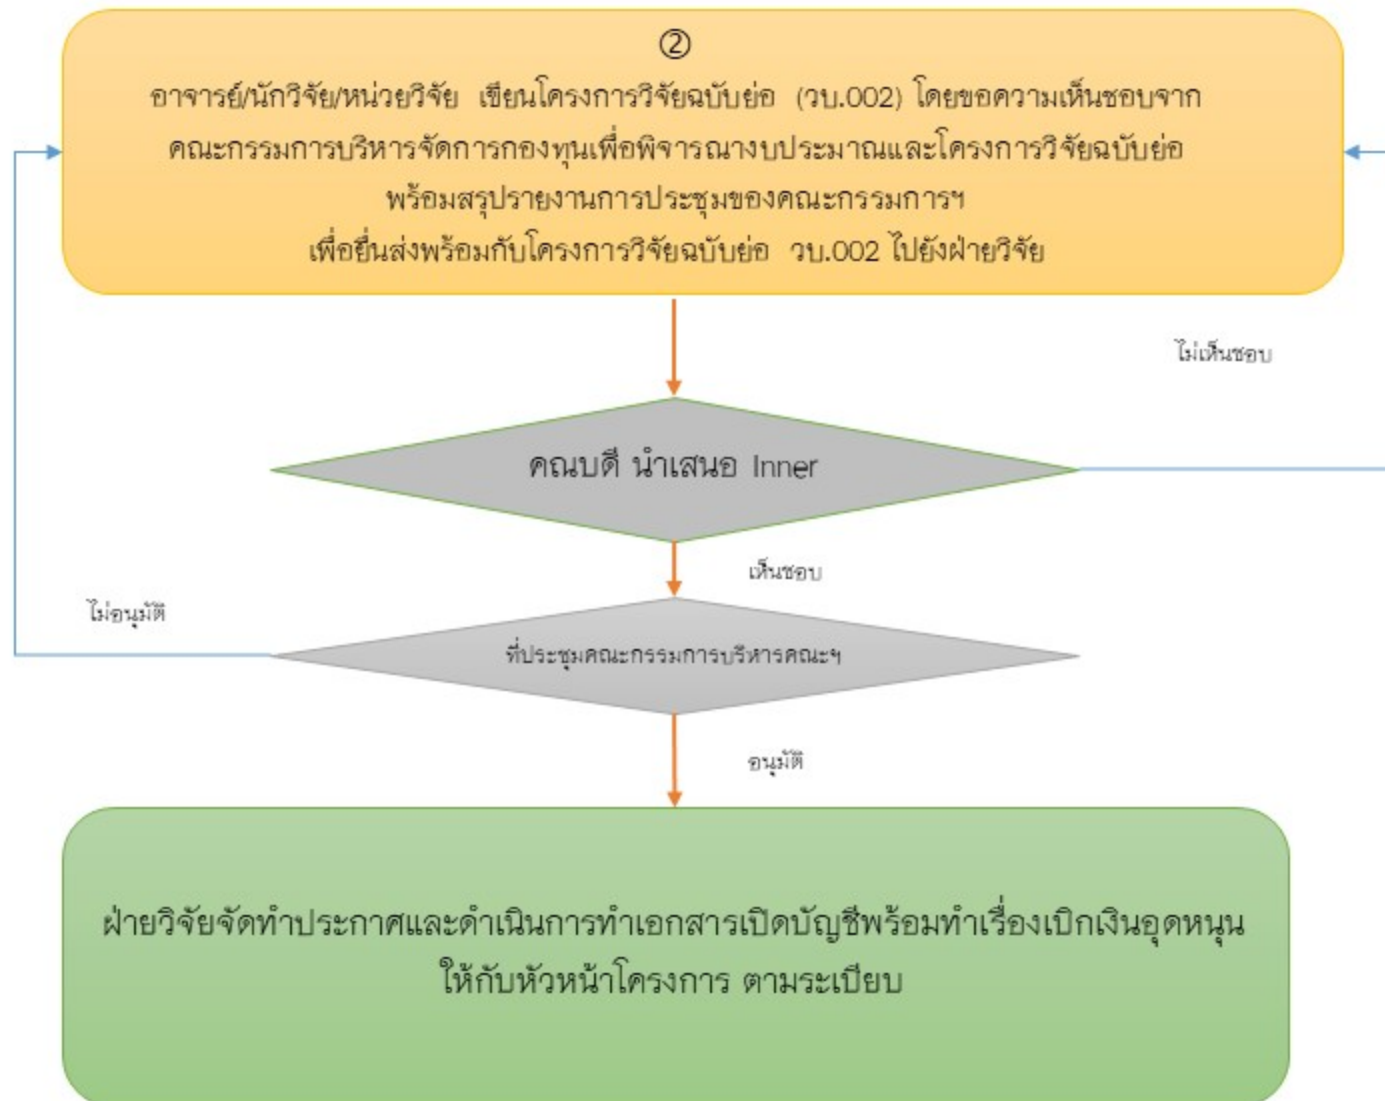 ②
อาจารย์/นักวิจัย/หน่วยวิจัย เขียนโครงการวิจัยฉบับย่อ (วบ.002) โดยขอความเห็นชอบจาก
คณะกรรมการบริหารจัดการกองทุนเพื่อพิจารณางบประมาณและโครงการวิจัยฉบับย่อ
พร้อมสรุปรายงานการประชุมของคณะกรรมการฯ
เพื่อยื่นส่งพร้อมกับโครงการวิจัยฉบับย่อ วบ.002 ไปยังฝ่ายวิจัย
ไม่เห็นชอบ
คณบดี นำเสนอ Inner
เห็นชอบ
ไม่อนุมัติ
ที่ประชุมคณะกรรมการบริหารคณะฯ
อนุมัติ
ฝ่ายวิจัยจัดทำประกาศและดำเนินการทำเอกสารเปิดบัญชีพร้อมทำเรื่องเบิกเงินอุดหนุน
ให้กับหัวหน้าโครงการ ตามระเบียบ